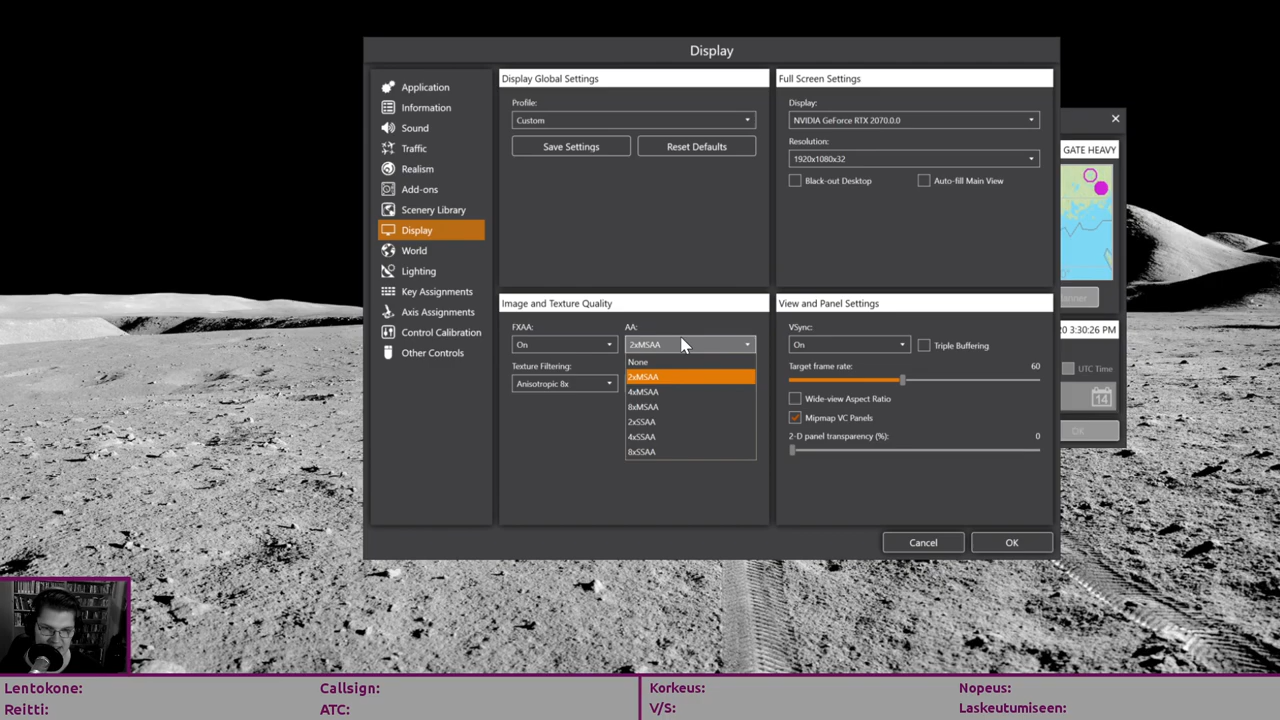 Display
Application
Information
Sound
Traffic
Realism
Add-ons
Scenery Library
Display
World
Lighting
Key Assignments
Axis Assignments
Control Calibration
Other Controls
Display Global Settings
Profile:
Custom
Save Settings
Reset Defaults
Full Screen Settings
Display:
NVIDIA GeForce RTX 2070.0.0
Resolution:
1920x1080x32
Black-out Desktop
Auto-fill Main View
Image and Texture Quality
FXAA:
AA:
On
2xMSAA
None
2xMSAA
4xMSAA
8xMSAA
2xSSAA
4xSSAA
8xSSAA
Texture Filtering:
Anisotropic 8x
View and Panel Settings
VSync:
On
Triple Buffering
Target frame rate:
60
Wide-view Aspect Ratio
Mipmap VC Panels
2-D panel transparency (%):
0
Cancel
OK
GATE HEAVY
0 3:30:26 PM
UTC Time
14
OK
Lentokone:
Callsign:
Korkeus:
Nopeus:
Reitti:
ATC:
V/S:
Laskeutumiseen: